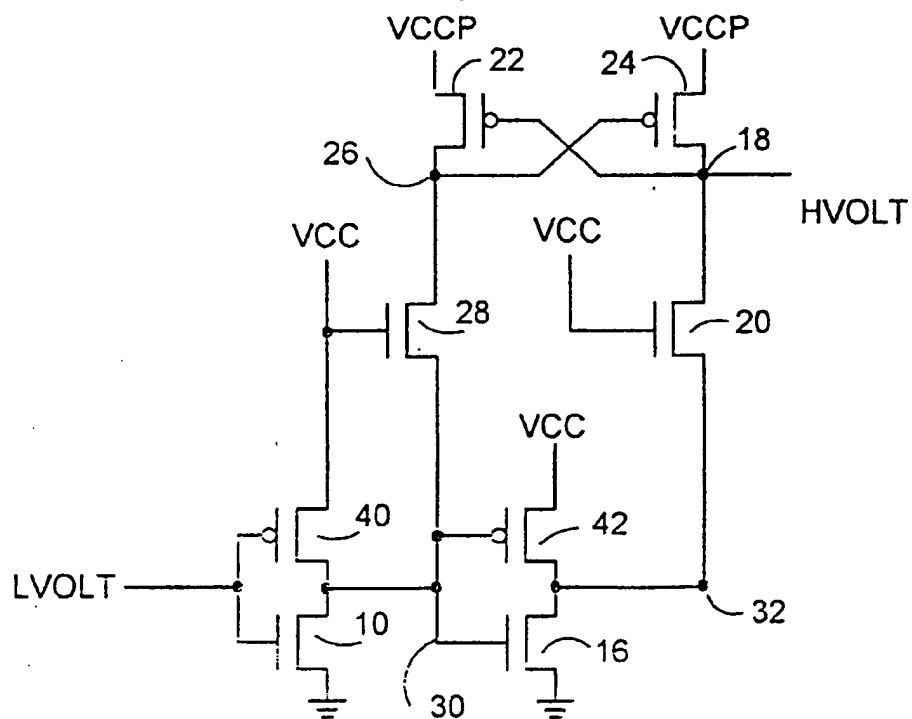 VCCP VCCP
22 24
26 18
HVOLT
VCC VCC
28 20
VCC
40 42
LVOLT
32
10 16
30